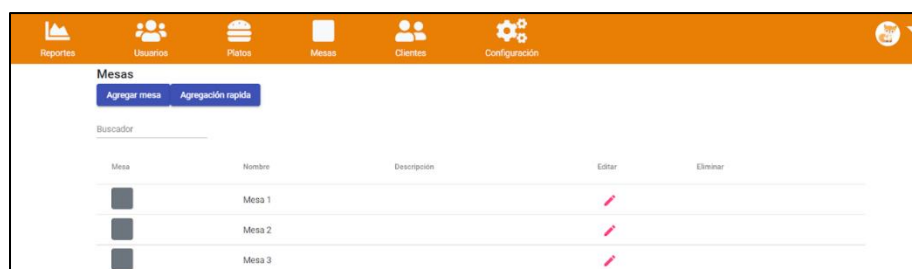 Reportes Usuarios Platos Mesas Clientes Configuración
Mesas
Agregar mesa Agregación rapida
Buscador
Mesa Nombre Descripción Editar Eliminar
Mesa 1
Mesa 2
Mesa 3